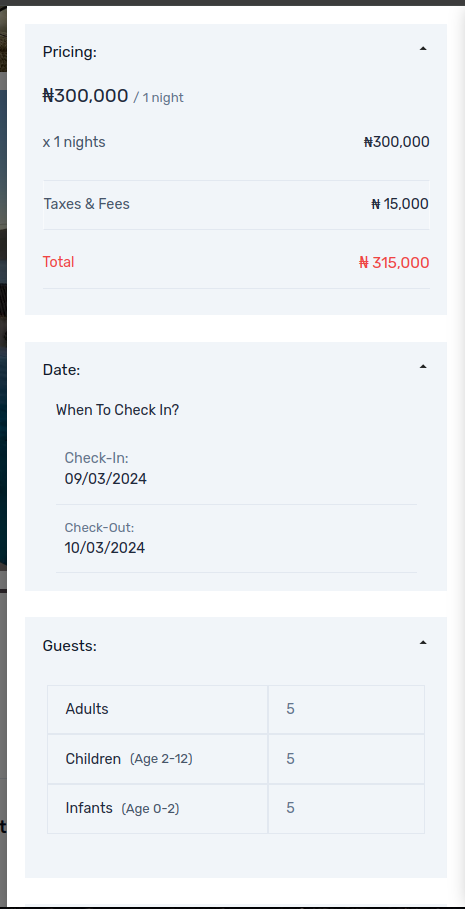 Pricing:
₦300,000 / 1 night
x 1 nights ₦300,000
Taxes & Fees ₦ 15,000
Total ₦ 315,000
Date:
When To Check In?
Check-In:
09/03/2024
Check-Out:
10/03/2024
Guests:
Adults 5
Children (Age 2-12) 5
Infants (Age 0-2) 5